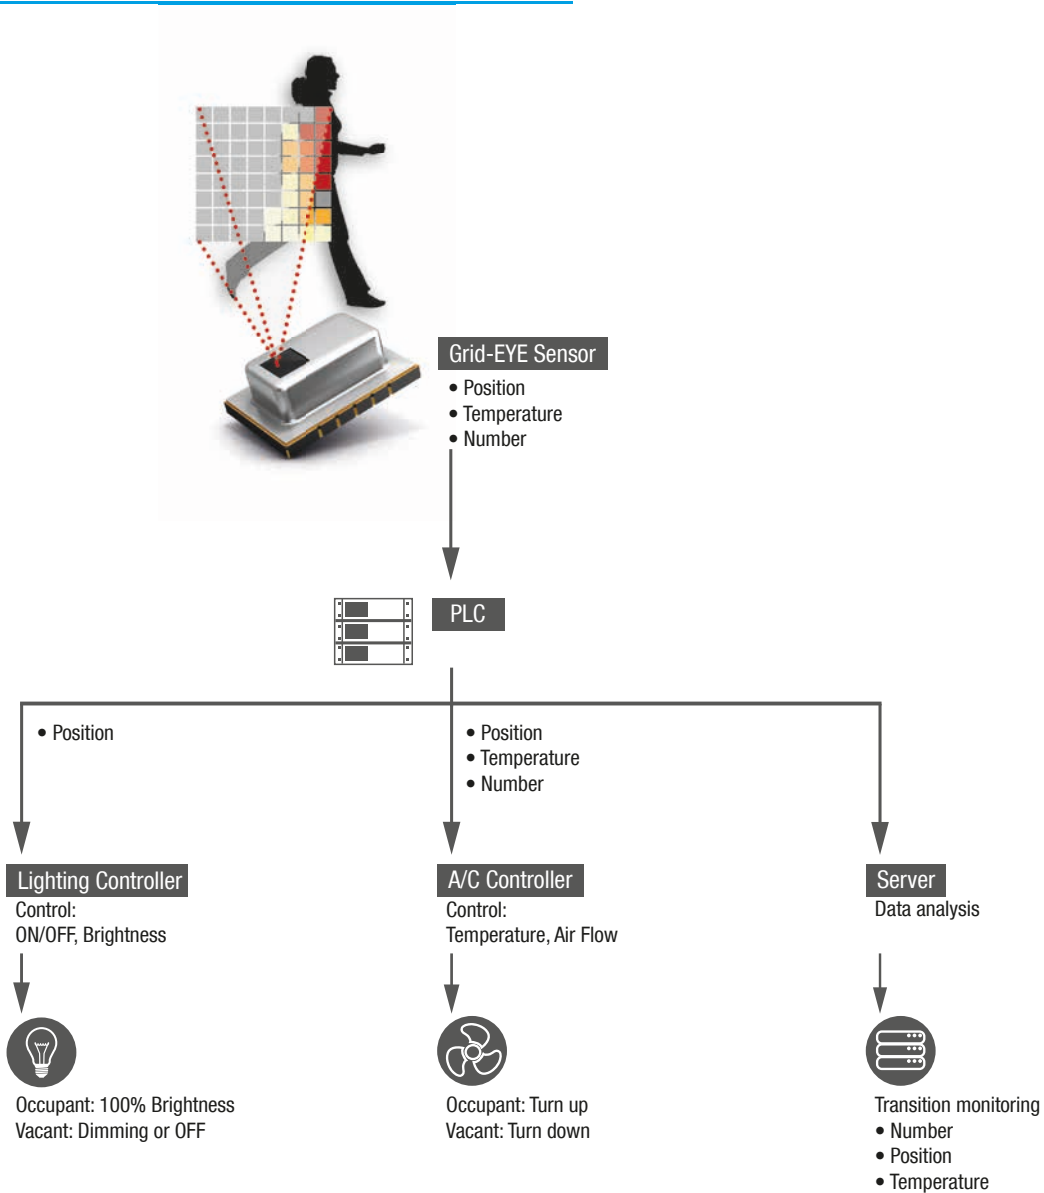 Grid-EYE Sensor
• Position
• Temperature
• Number
PLC
• Position
• Position
• Temperature
• Number
Lighting Controller
Control:
ON/OFF, Brightness
A/C Controller
Control:
Temperature, Air Flow
Server
Data analysis
Occupant: 100% Brightness
Vacant: Dimming or OFF
Occupant: Turn up
Vacant: Turn down
Transition monitoring
• Number
• Position
• Temperature